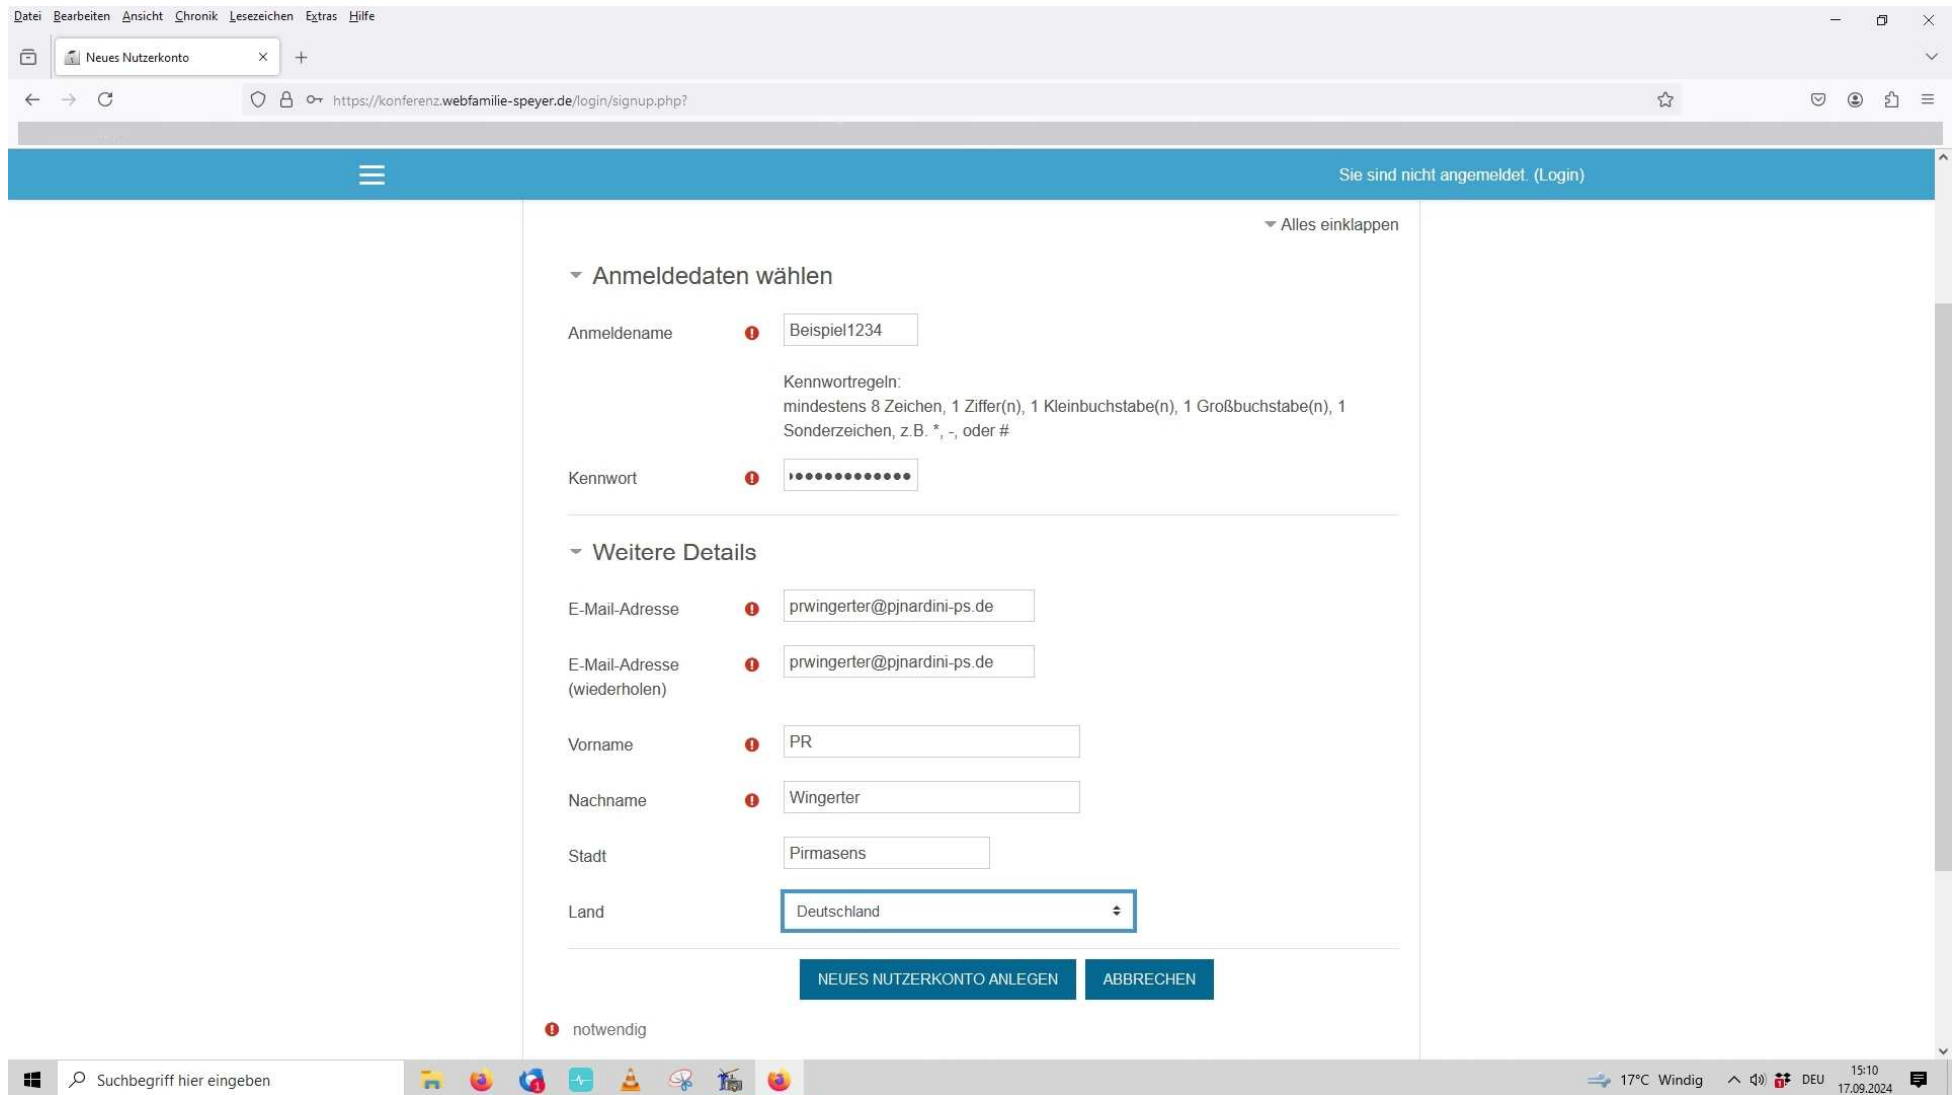 Datei Bearbeiten Ansicht Chronik Lesezeichen Extras Hilfe
Neues Nutzerkonto
https://konferenz.webfamilie-speyer.de/login/signup.php?
Sie sind nicht angemeldet. (Login)
Alles einklappen
Anmeldedaten wählen
Anmeldename
Beispiel1234
Kennwortregeln:
mindestens 8 Zeichen, 1 Ziffer(n), 1 Kleinbuchstabe(n), 1 Großbuchstabe(n), 1
Sonderzeichen, z.B. *, -, oder #
Kennwort
Weitere Details
E-Mail-Adresse
prwingerter@pjnardini-ps.de
E-Mail-Adresse
(wiederholen)
prwingerter@pjnardini-ps.de
Vorname
PR
Nachname
Wingerter
Stadt
Pirmasens
Land
Deutschland
NEUES NUTZERKONTO ANLEGEN
ABBRECHEN
notwendig
Suchbegriff hier eingeben
17°C Windig
DEU
15:10
17.09.2024